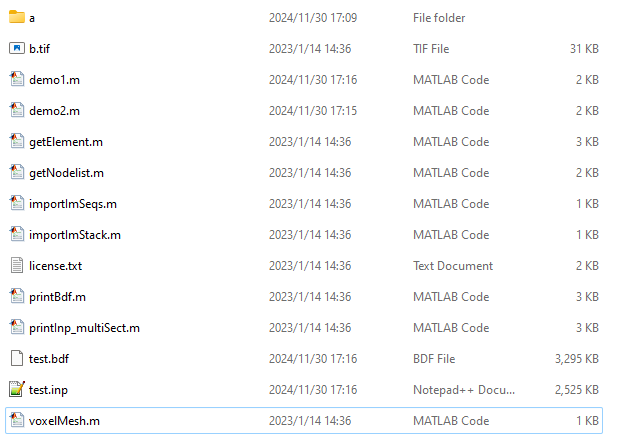 a 2024/11/30 17:09 File folder
b.tif 2023/1/14 14:36 TIF File 31 KB
demo1.m 2024/11/30 17:16 MATLAB Code 2 KB
demo2.m 2024/11/30 17:15 MATLAB Code 2 KB
getElement.m 2023/1/14 14:36 MATLAB Code 3 KB
getNodelist.m 2023/1/14 14:36 MATLAB Code 2 KB
importImSeqs.m 2023/1/14 14:36 MATLAB Code 1 KB
importImStack.m 2023/1/14 14:36 MATLAB Code 1 KB
license.txt 2023/1/14 14:36 Text Document 2 KB
printBdf.m 2023/1/14 14:36 MATLAB Code 3 KB
printInp_multiSect.m 2023/1/14 14:36 MATLAB Code 3 KB
test.bdf 2024/11/30 17:16 BDF File 3,295 KB
test.inp 2024/11/30 17:16 Notepad++ Docu... 2,525 KB
voxelMesh.m 2023/1/14 14:36 MATLAB Code 1 KB